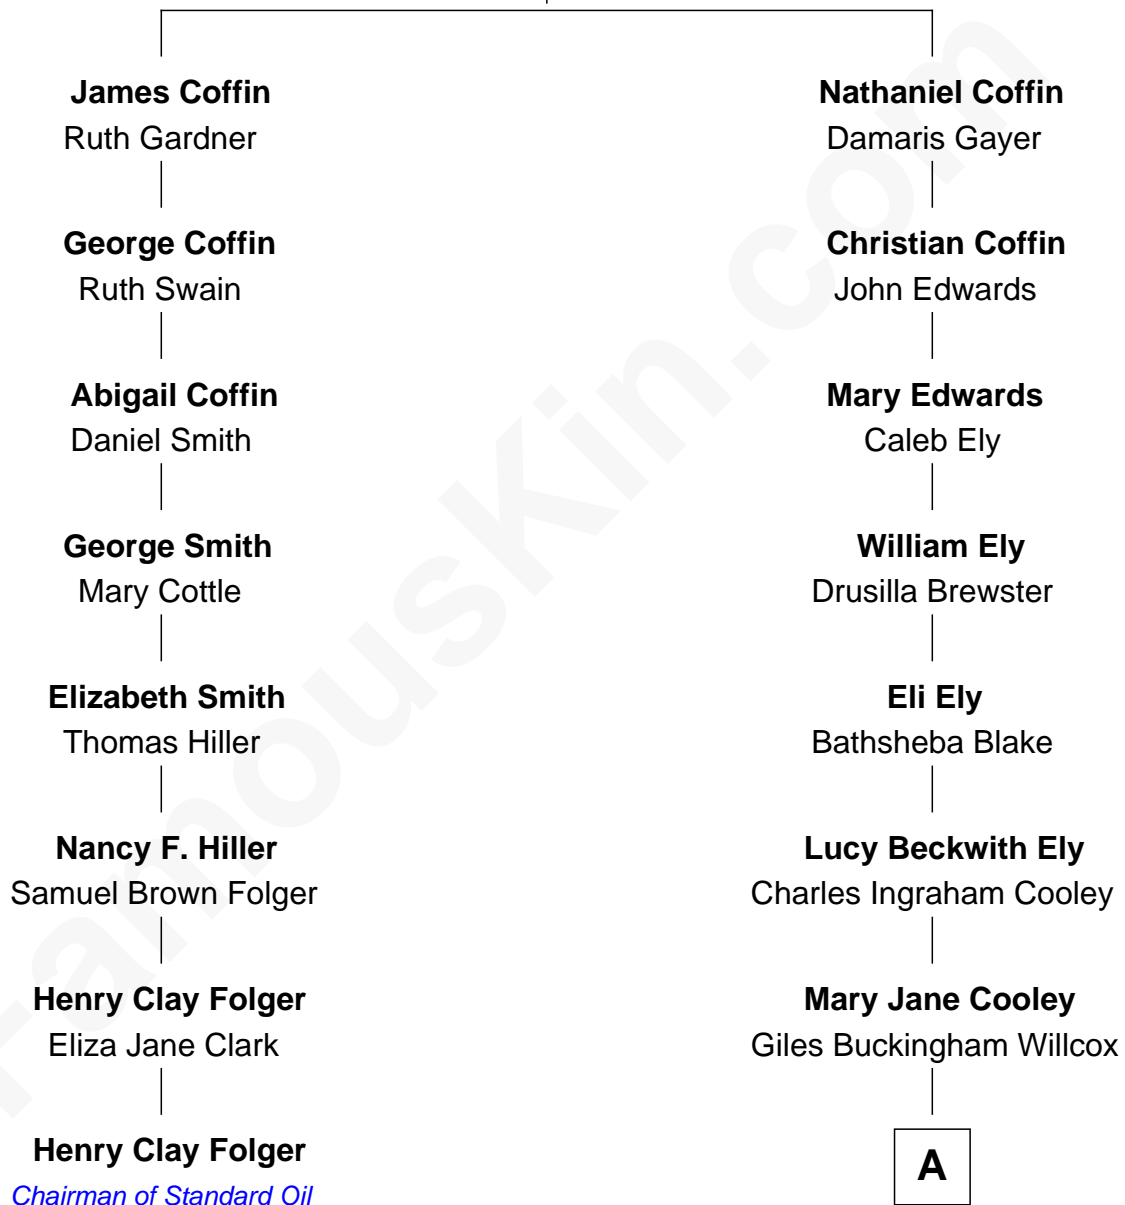 James Coffin
Ruth Gardner
George Coffin
Ruth Swain
Abigail Coffin
Daniel Smith
George Smith
Mary Cottle
Elizabeth Smith
Thomas Hiller
Nancy F. Hiller
Samuel Brown Folger
Henry Clay Folger
Eliza Jane Clark
Henry Clay Folger
Chairman of Standard Oil
Nathaniel Coffin
Damaris Gayer
Christian Coffin
John Edwards
Mary Edwards
Caleb Ely
William Ely
Drusilla Brewster
Eli Ely
Bathsheba Blake
Lucy Beckwith Ely
Charles Ingraham Cooley
Mary Jane Cooley
Giles Buckingham Willcox
A
FamousKin.com